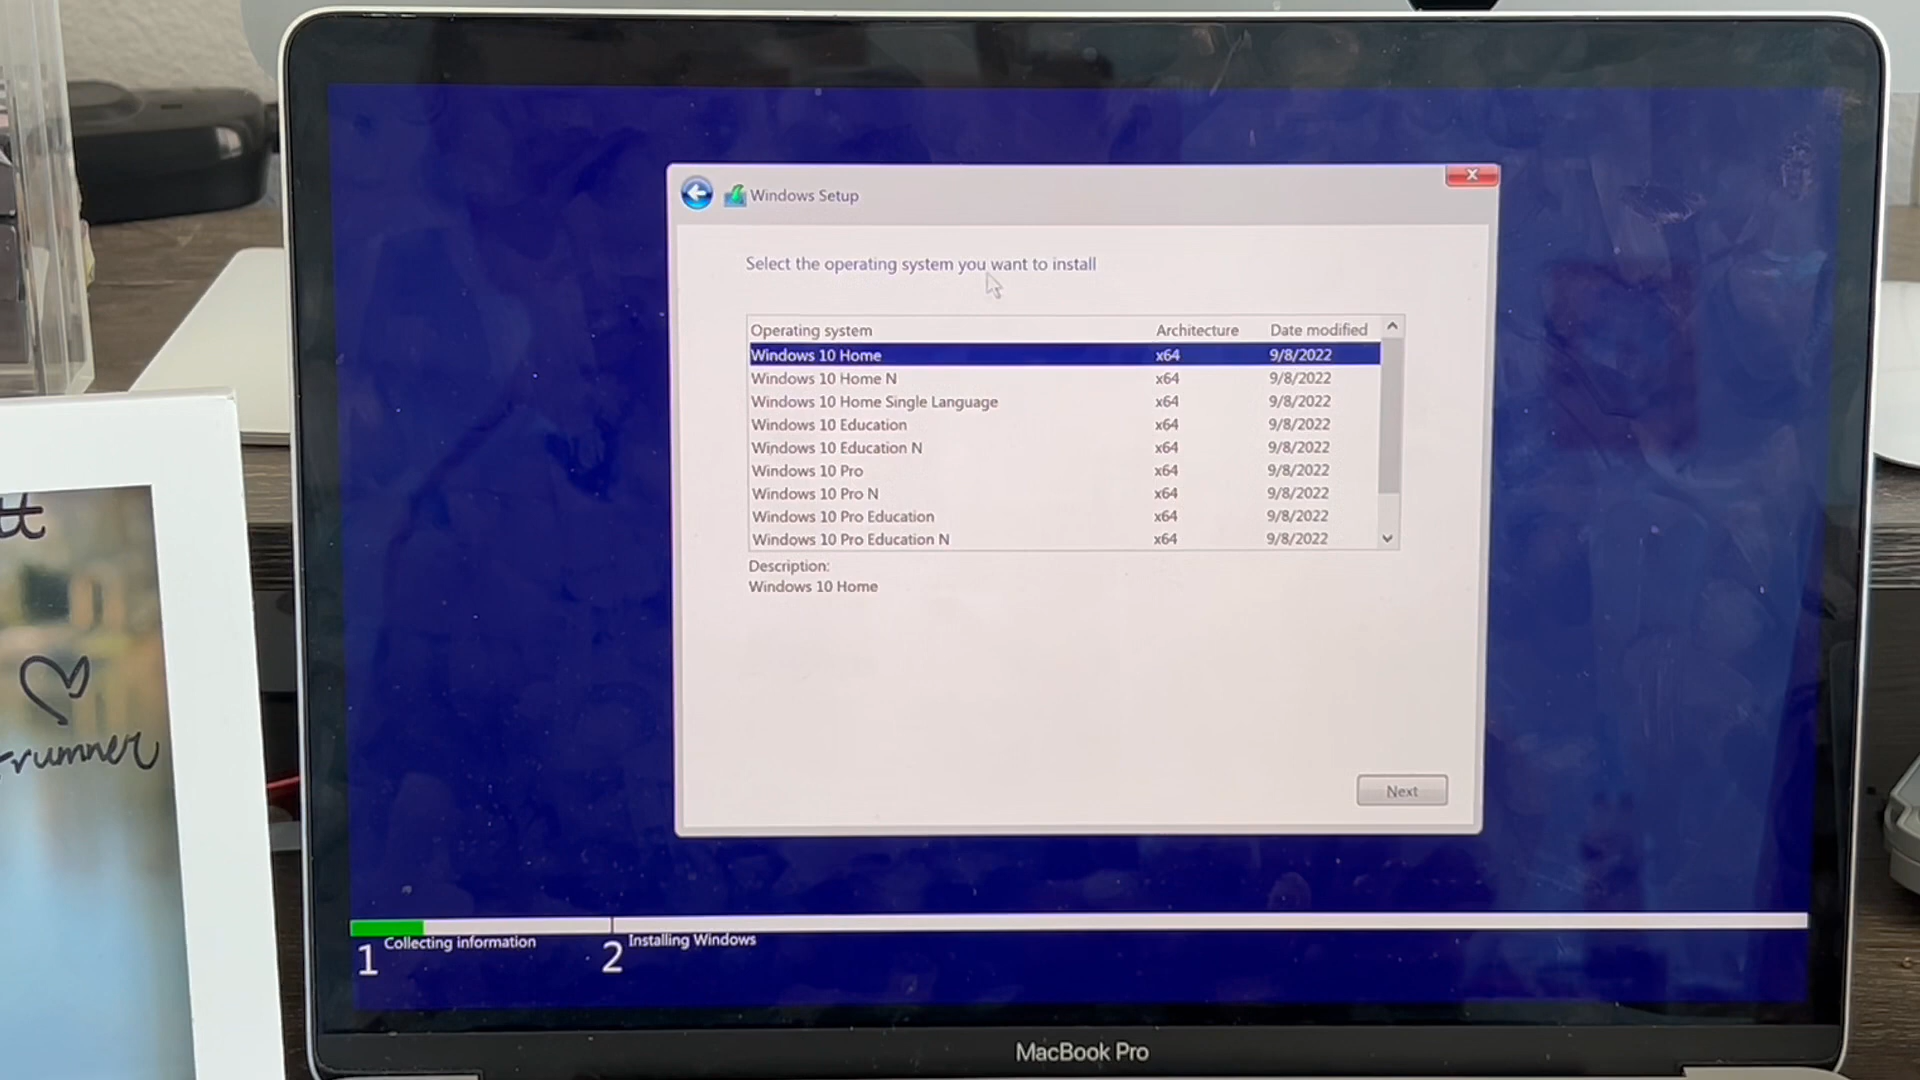 Windows Setup
x
Select the operating system you want to install
Operating system Architecture Date modified
Windows 10 Home x64 9/8/2022
Windows 10 Home N x64 9/8/2022
Windows 10 Home Single Language x64 9/8/2022
Windows 10 Education x64 9/8/2022
Windows 10 Education N x64 9/8/2022
Windows 10 Pro x64 9/8/2022
Windows 10 Pro N x64 9/8/2022
Windows 10 Pro Education x64 9/8/2022
Windows 10 Pro Education N x64 9/8/2022
Description:
Windows 10 Home
Next
1 Collecting information 2 Installing Windows
MacBook Pro